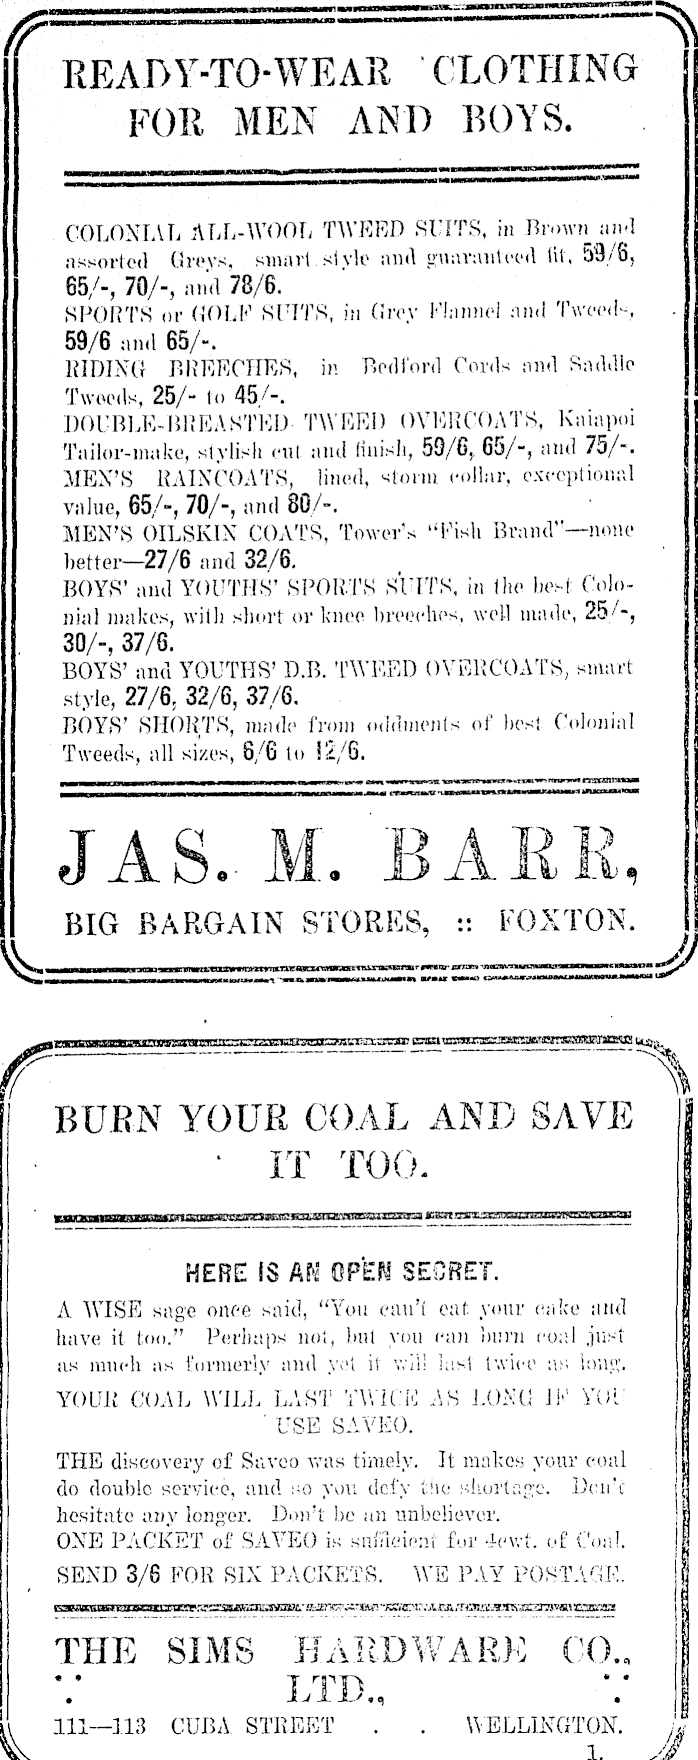 READY-TO-WEAR CLOTHING
FOR MEN AND BOYS.
COLONIAL ALL-WOOL TWEED SUITS, in Brown and
assorted Greys, smart style and guaranteed fit, 59/6,
65/-, 70/-, and 78/6.
SPORTS or GOLF SUITS, in Grey Flannel and Tweeds,
59/6 and 65/-.
RIDING BREECHES, in Bedford Cords and Saddle
Tweeds, 25/- to 45/-.
DOUBLE-BREASTED TWEED OVERCOATS, Kaiapoi
Tailor-make, stylish cut and finish, 59/6, 65/-, and 75/-.
MEN'S RAINCOATS, lined, storm collar, exceptional
value, 65/-, 70/-, and 80/-.
MEN'S OILSKIN COATS, Tower's "Fish Brand"—none
better—27/6 and 32/6.
BOYS' and YOUTHS' SPORTS SUITS, in the best Colo-
nial makes, with short or knee breeches, well made, 25/-,
30/-, 37/6.
BOYS' and YOUTHS' D.B. TWEED OVERCOATS, smart
style, 27/6, 32/6, 37/6.
BOYS' SHORTS, made from oddments of best Colonial
Tweeds, all sizes, 6/6 to 12/6.
JAS. M. BARR,
BIG BARGAIN STORES, :: FOXTON.
BURN YOUR COAL AND SAVE
IT TOO.
HERE IS AN OPEN SECRET.
A WISE sage once said, "You can't eat your cake and
have it too." Perhaps not, but you can burn coal just
as much as formerly and yet it will last twice as long.
YOUR COAL WILL LAST TWICE AS LONG IF YOU
USE SAVEO.
THE discovery of Saveo was timely. It makes your coal
do double service, and so you defy the shortage. Don't
hesitate any longer. Don't be an unbeliever.
ONE PACKET of SAVEO is sufficient for 4cwt. of Coal.
SEND 3/6 FOR SIX PACKETS. WE PAY POSTAGE.
THE SIMS HARDWARE CO.,
LTD.,
111—113 CUBA STREET . . WELLINGTON.
1.